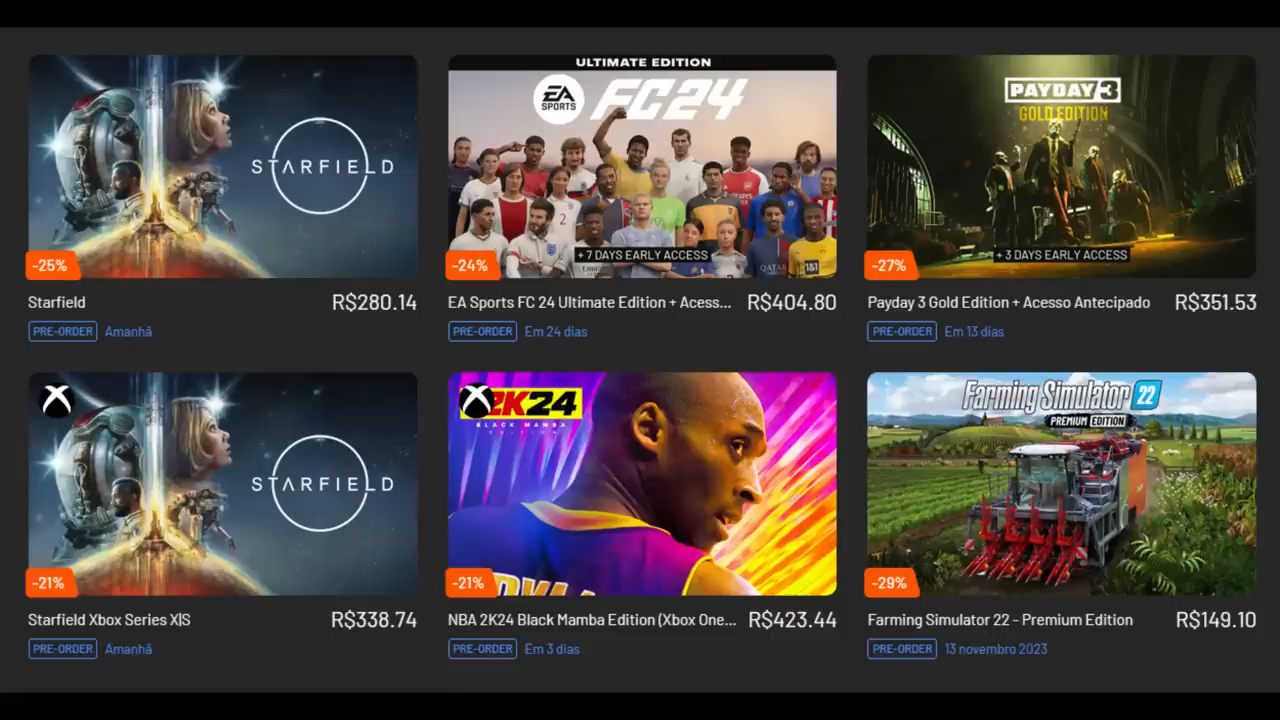 STARFIELD
-25%
Starfield
R$280.14
PRE-ORDER
Amanhã
ULTIMATE EDITION
EA
SPORTS
FC24
+ 7 DAYS EARLY ACCESS
-24%
EA Sports FC 24 Ultimate Edition + Acess...
R$404.80
PRE-ORDER
Em 24 dias
PAYDAY 3
GOLD EDITION
+ 3 DAYS EARLY ACCESS
-27%
Payday 3 Gold Edition + Acesso Antecipado
R$351.53
PRE-ORDER
Em 13 dias
STARFIELD
-21%
Starfield Xbox Series X|S
R$338.74
PRE-ORDER
Amanhã
2K24
BLACK MAMBA
EDITION
-21%
NBA 2K24 Black Mamba Edition (Xbox One...
R$423.44
PRE-ORDER
Em 3 dias
Farming Simulator 22
PREMIUM EDITION
-29%
Farming Simulator 22 - Premium Edition
R$149.10
PRE-ORDER
13 novembro 2023